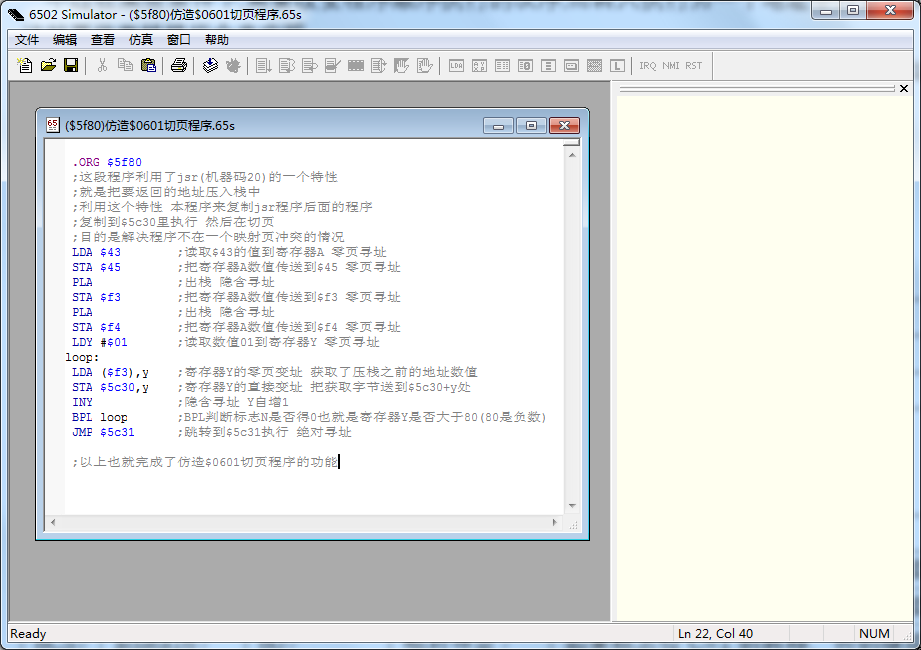 6502 Simulator - ($5f80)仿造$0601切页程序.65s
文件 编辑 查看 仿真 窗口 帮助
IRQ NMI RST
($5f80)仿造$0601切页程序.65s
.ORG $5f80
;这段程序利用了jsr(机器码20)的一个特性
;就是把要返回的地址压入栈中
;利用这个特性 本程序来复制jsr程序后面的程序
;复制到$5c30里执行 然后在切页
;目的是解决程序不在一个映射页冲突的情况
LDA $43 ;读取$43的值到寄存器A 零页寻址
STA $45 ;把寄存器A数值传送到$45 零页寻址
PLA ;出栈 隐含寻址
STA $f3 ;把寄存器A数值传送到$f3 零页寻址
PLA ;出栈 隐含寻址
STA $f4 ;把寄存器A数值传送到$f4 零页寻址
LDY #$01 ;读取数值01到寄存器Y 零页寻址
loop:
LDA ($f3),y ;寄存器Y的零页变址 获取了压栈之前的地址数值
STA $5c30,y ;寄存器Y的直接变址 把获取字节送到$5c30+y处
INY ;隐含寻址 Y自增1
BPL loop ;BPL判断标志N是否得0也就是寄存器Y是否大于80(80是负数)
JMP $5c31 ;跳转到$5c31执行 绝对寻址
;以上也就完成了仿造$0601切页程序的功能
Ready
Ln 22, Col 40
NUM